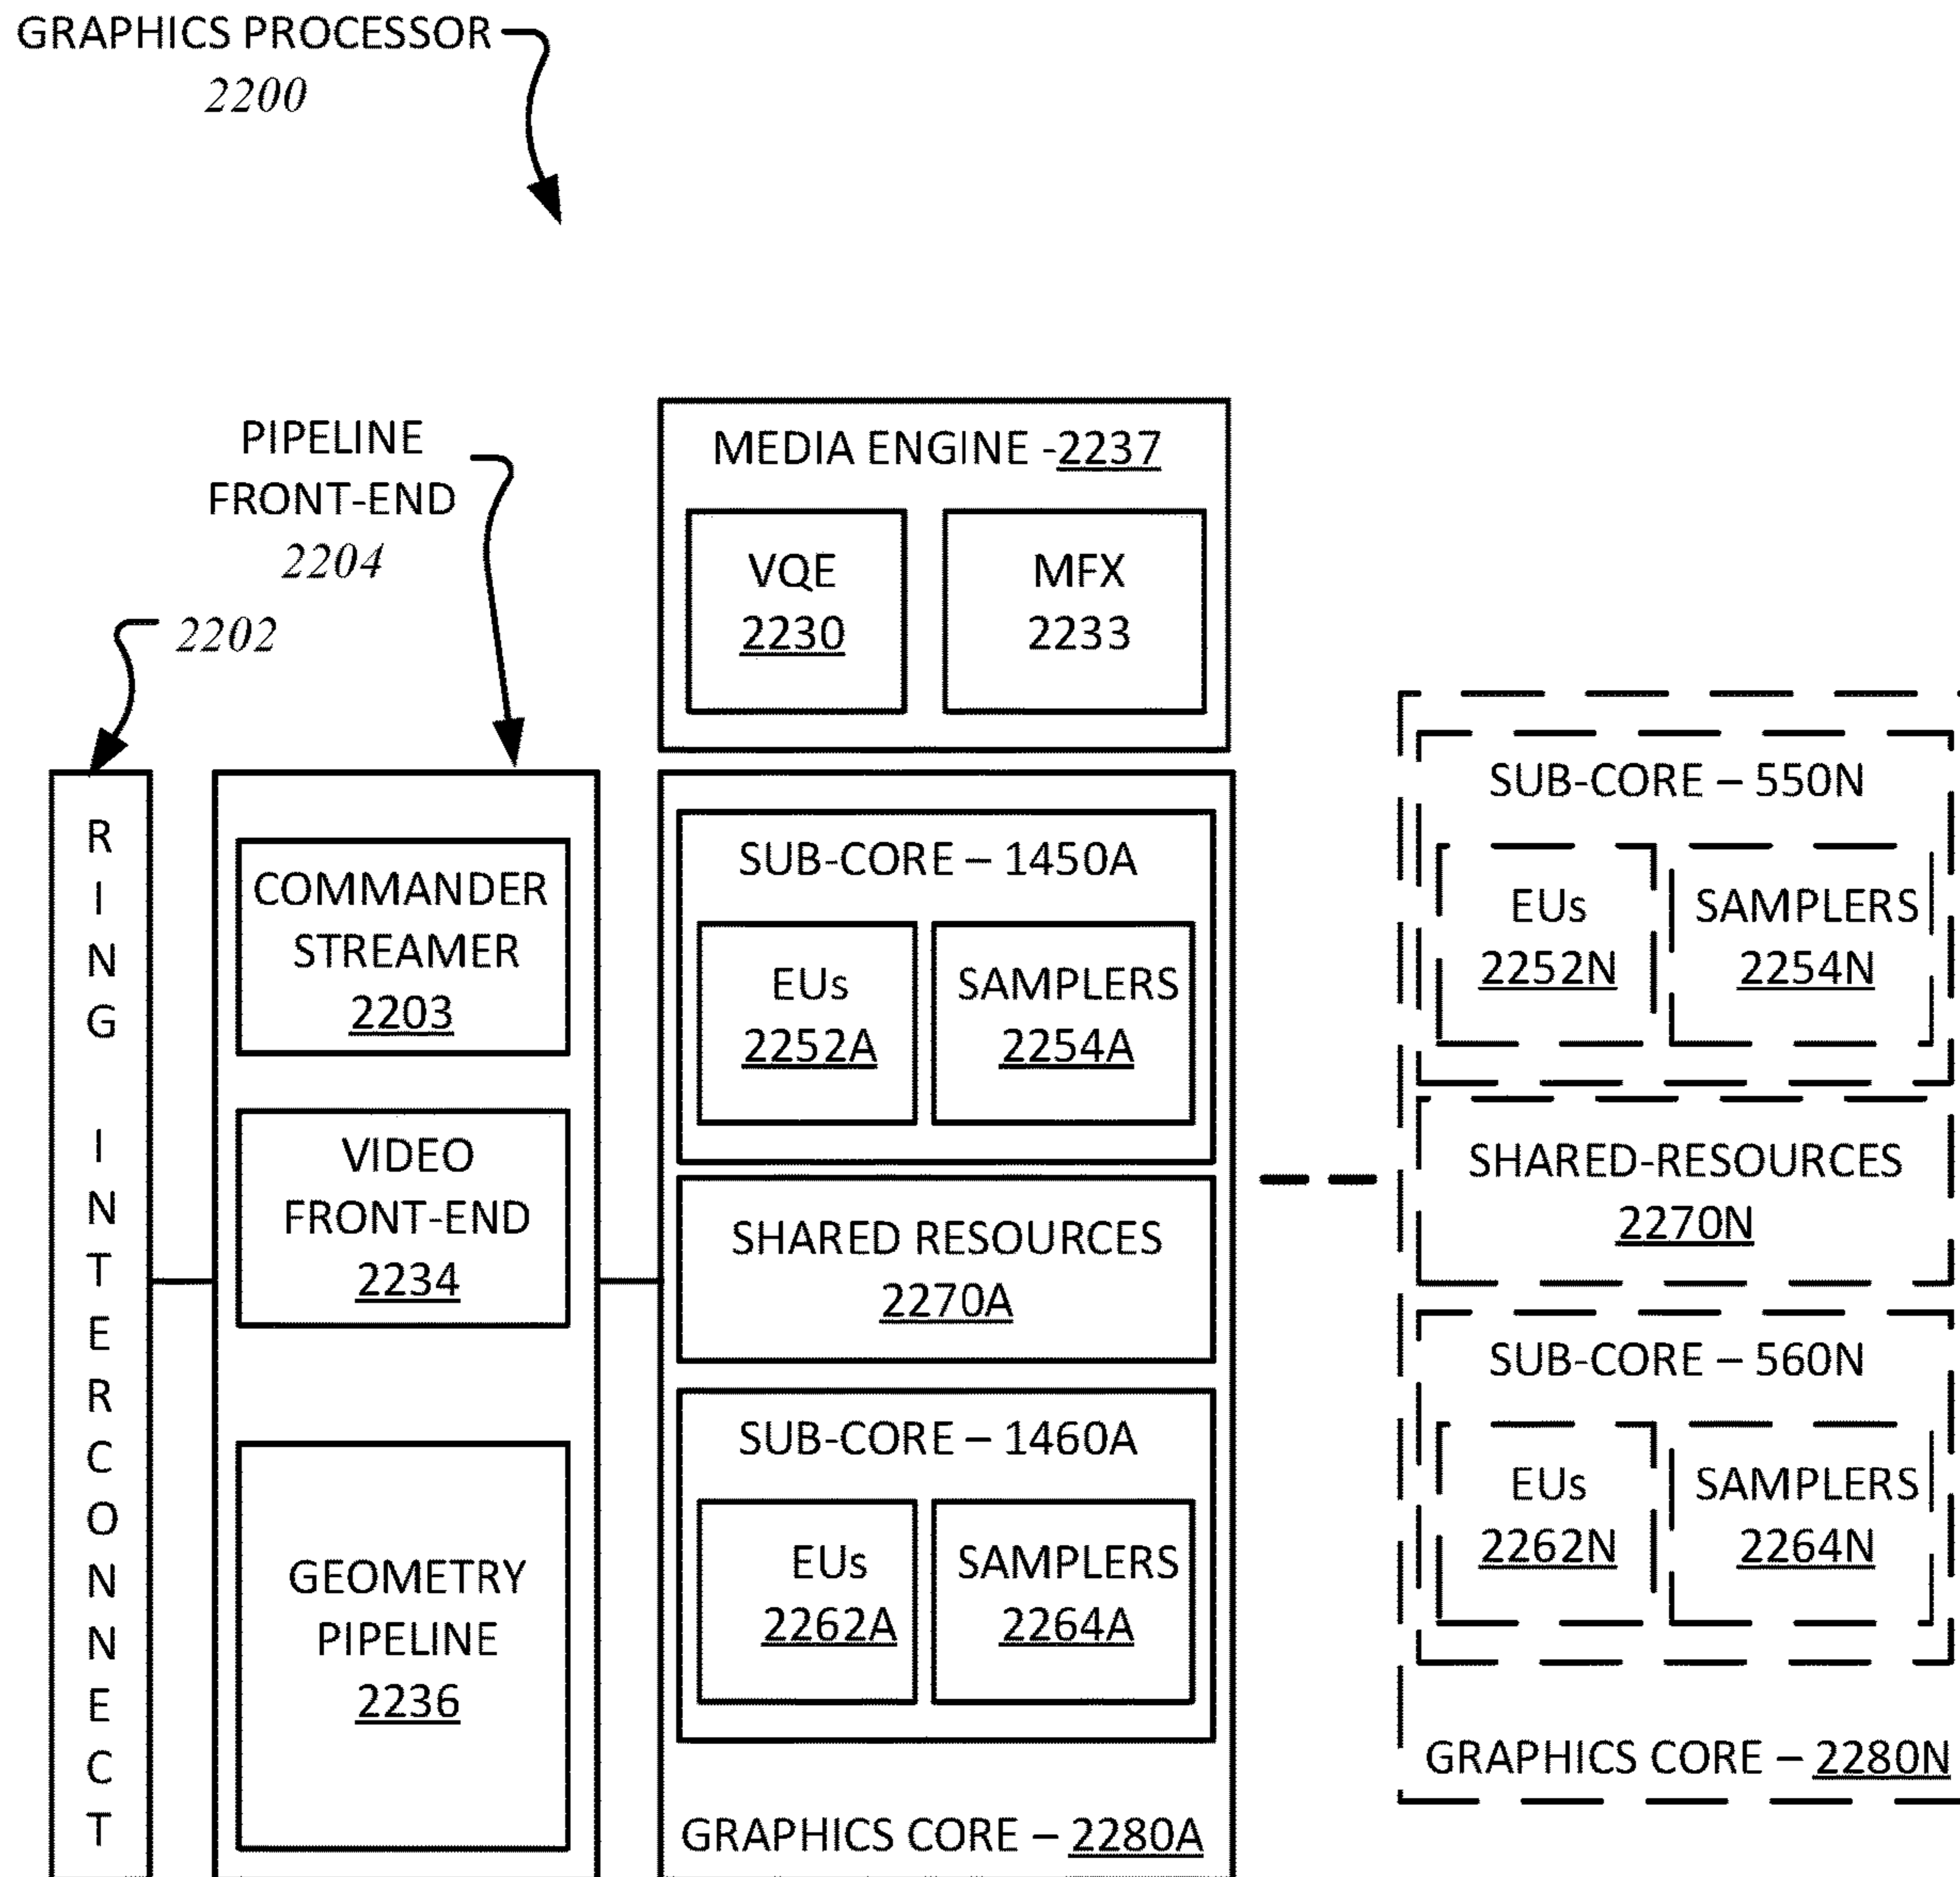 GRAPHICS PROCESSOR
2200
PIPELINE
FRONT-END
2204
2202
RING INTERCONNECT
COMMANDER
STREAMER
2203
VIDEO
FRONT-END
2234
GEOMETRY
PIPELINE
2236
MEDIA ENGINE -2237
VQE
2230
MFX
2233
SUB-CORE – 1450A
EUs
2252A
SAMPLERS
2254A
SHARED RESOURCES
2270A
SUB-CORE – 1460A
EUs
2262A
SAMPLERS
2264A
GRAPHICS CORE – 2280A
SUB-CORE – 550N
EUs
2252N
SAMPLERS
2254N
SHARED-RESOURCES
2270N
SUB-CORE – 560N
EUs
2262N
SAMPLERS
2264N
GRAPHICS CORE – 2280N